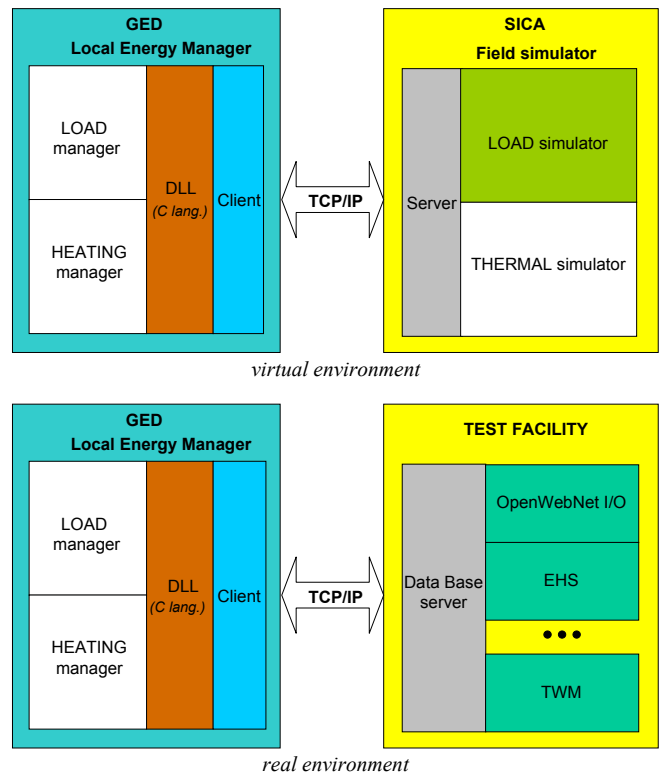 GED
Local Energy Manager
LOAD
manager
HEATING
manager
DLL
(C lang.)
Client
TCP/IP
SICA
Field simulator
Server
LOAD simulator
THERMAL simulator
virtual environment
GED
Local Energy Manager
LOAD
manager
HEATING
manager
DLL
(C lang.)
Client
TCP/IP
TEST FACILITY
Data Base
server
OpenWebNet I/O
EHS
•••
TWM
real environment